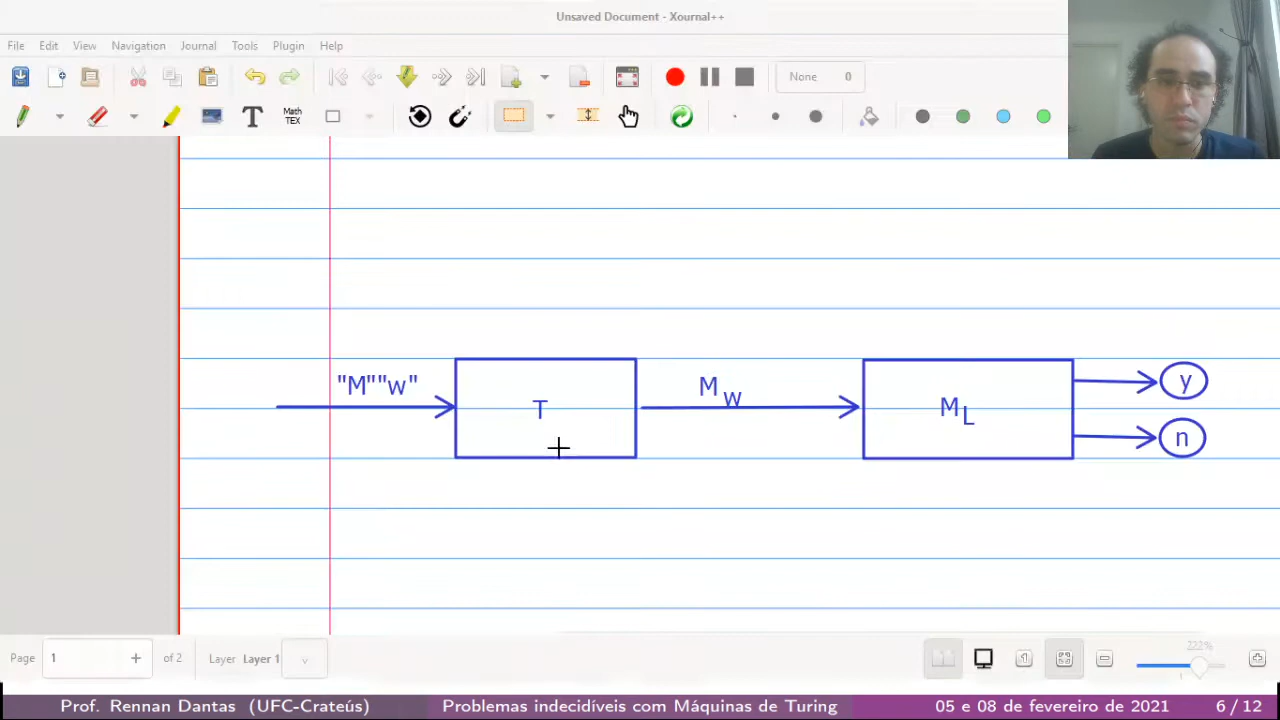 Unsaved Document - Xournal++
File Edit View Navigation Journal Tools Plugin Help
None 0
T Math TEX
"M""w" T M w M L y
n
222%
Page 1 + of 2 Layer Layer 1
Prof. Rennan Dantas (UFC-Crateús) Problemas indecidíveis com Máquinas de Turing 05 e 08 de fevereiro de 2021 6 / 12